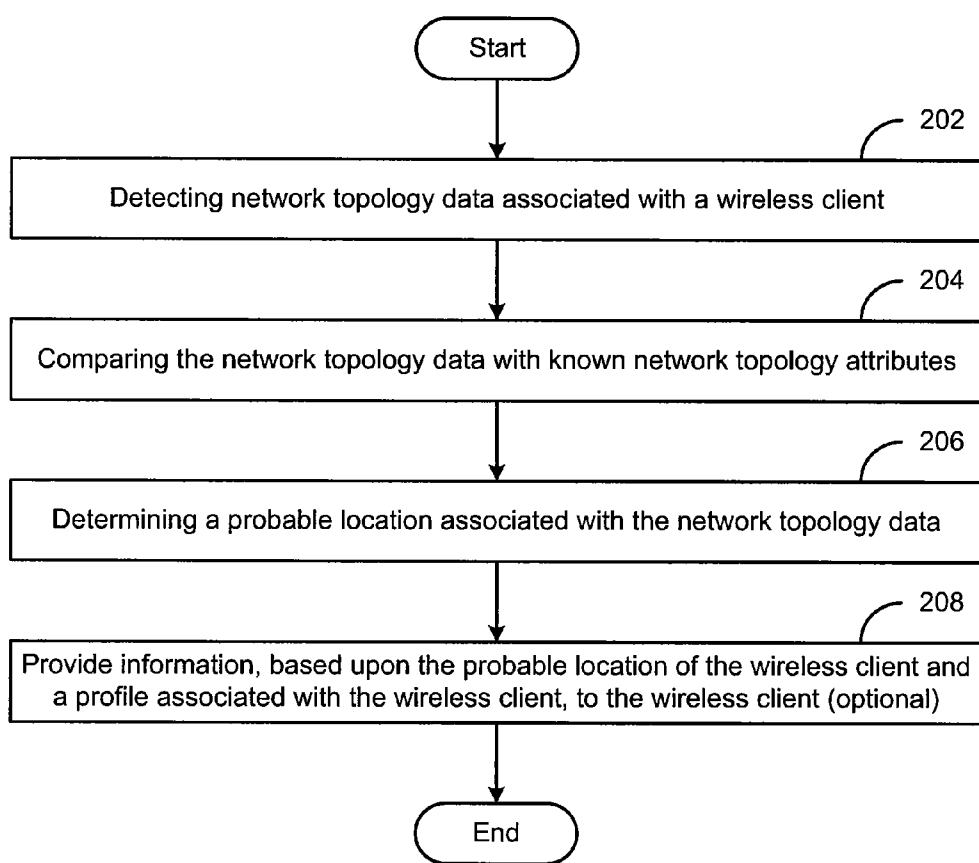 Start
202
Detecting network topology data associated with a wireless client
204
Comparing the network topology data with known network topology attributes
206
Determining a probable location associated with the network topology data
208
Provide information, based upon the probable location of the wireless client and
a profile associated with the wireless client, to the wireless client (optional)
End